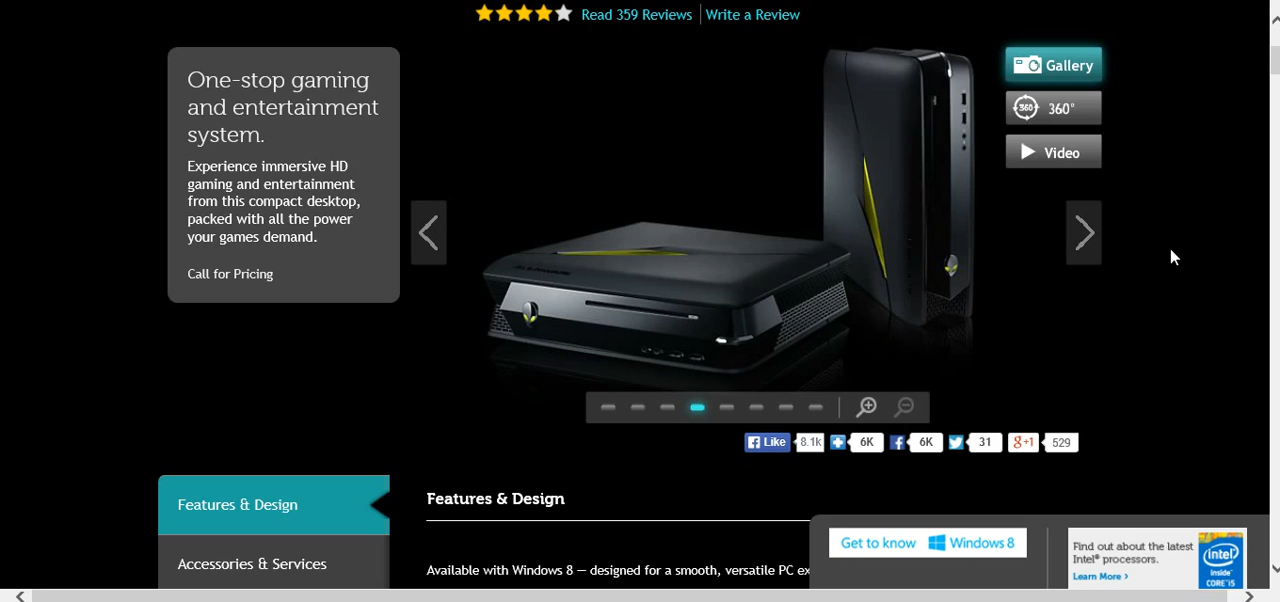 Read 359 Reviews | Write a Review
One-stop gaming
and entertainment
system.
Experience immersive HD
gaming and entertainment
from this compact desktop,
packed with all the power
your games demand.
Call for Pricing
Gallery
360 360°
Video
Like 8.1k 6K 6K 31 g+1 529
Features & Design
Accessories & Services
Features & Design
Available with Windows 8 — designed for a smooth, versatile PC ex
Get to know Windows 8
Find out about the latest
Intel® processors.
Learn More >
intel
inside
CORE i5